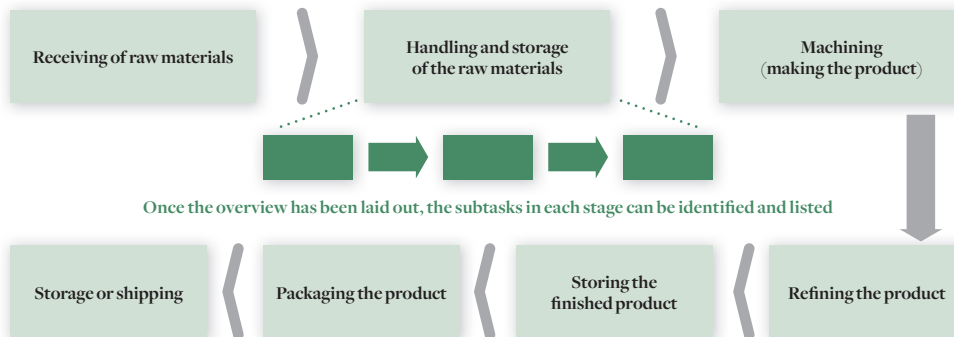 Receiving of raw materials
Handling and storage
of the raw materials
Machining
(making the product)
Once the overview has been laid out, the subtasks in each stage can be identified and listed
Storage or shipping
Packaging the product
Storing the
finished product
Refining the product